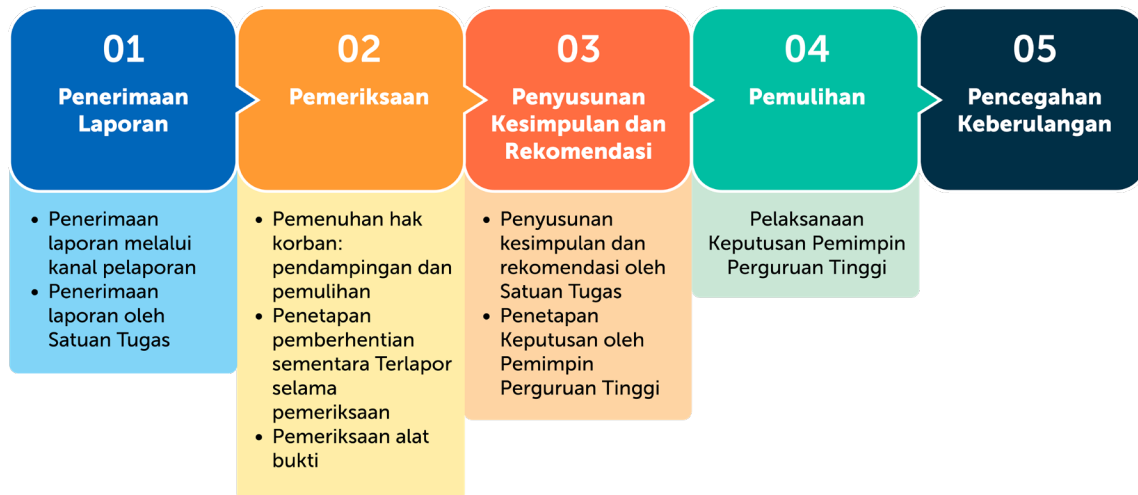 01
Penerimaan
Laporan
• Penerimaan
laporan melalui
kanal pelaporan
• Penerimaan
laporan oleh
Satuan Tugas
02
Pemeriksaan
• Pemenuhan hak
korban:
pendampingan dan
pemulihan
• Penetapan
pemberhentian
sementara Terlapor
selama
pemeriksaan
• Pemeriksaan alat
bukti
03
Penyusunan
Kesimpulan dan
Rekomendasi
• Penyusunan
kesimpulan dan
rekomendasi oleh
Satuan Tugas
• Penetapan
Keputusan oleh
Pemimpin
Perguruan Tinggi
04
Pemulihan
Pelaksanaan
Keputusan Pemimpin
Perguruan Tinggi
05
Pencegahan
Keberulangan